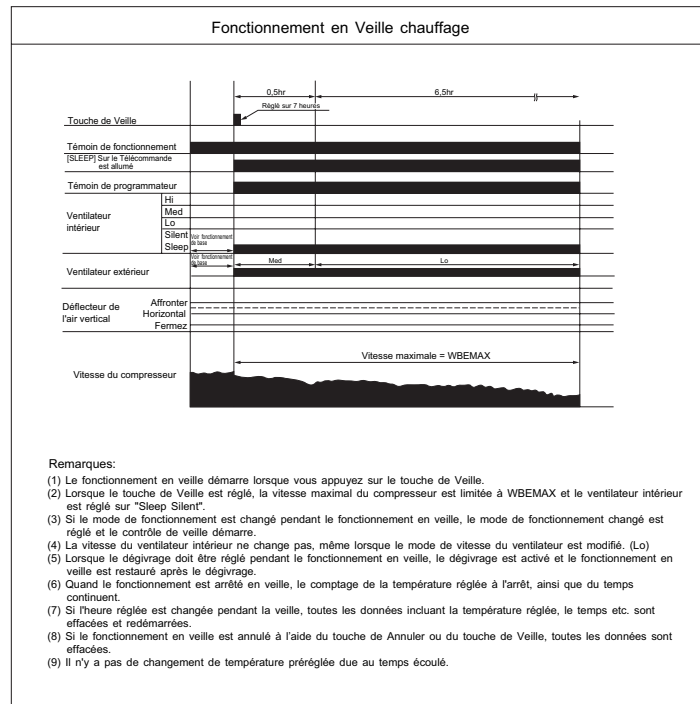 Fonctionnement en Veille chauffage
0,5hr
6,5hr
Réglé sur 7 heures
Touche de Veille
Témoin de fonctionnement
[SLEEP] Sur le Télécommande
est allumé
Témoin de programmateur
Ventilateur
intérieur
Hi
Med
Lo
Silent
Sleep
Voir fonctionnement
de base
Voir fonctionnement
de base
Ventilateur extérieur
Med
Lo
Déflecteur de
l'air vertical
Affronter
Horizontal
Fermez
Vitesse maximale = WBEMAX
Vitesse du compresseur
Remarques:
(1) Le fonctionnement en veille démarre lorsque vous appuyez sur le touche de Veille.
(2) Lorsque le touche de Veille est réglé, la vitesse maximal du compresseur est limitée à WBEMAX et le ventilateur intérieur
est réglé sur "Sleep Silent".
(3) Si le mode de fonctionnement est changé pendant le fonctionnement en veille, le mode de fonctionnement changé est
réglé et le contrôle de veille démarre.
(4) La vitesse du ventilateur intérieur ne change pas, même lorsque le mode de vitesse du ventilateur est modifié. (Lo)
(5) Lorsque le dégivrage doit être réglé pendant le fonctionnement en veille, le dégivrage est activé et le fonctionnement en
veille est restauré après le dégivrage.
(6) Quand le fonctionnement est arrêté en veille, le comptage de la température réglée à l'arrêt, ainsi que du temps
continuent.
(7) Si l'heure réglée est changée pendant la veille, toutes les données incluant la température réglée, le temps etc. sont
effacées et redémarrées.
(8) Si le fonctionnement en veille est annulé à l'aide du touche de Annuler ou du touche de Veille, toutes les données sont
effacées.
(9) Il n'y a pas de changement de température préréglée due au temps écoulé.